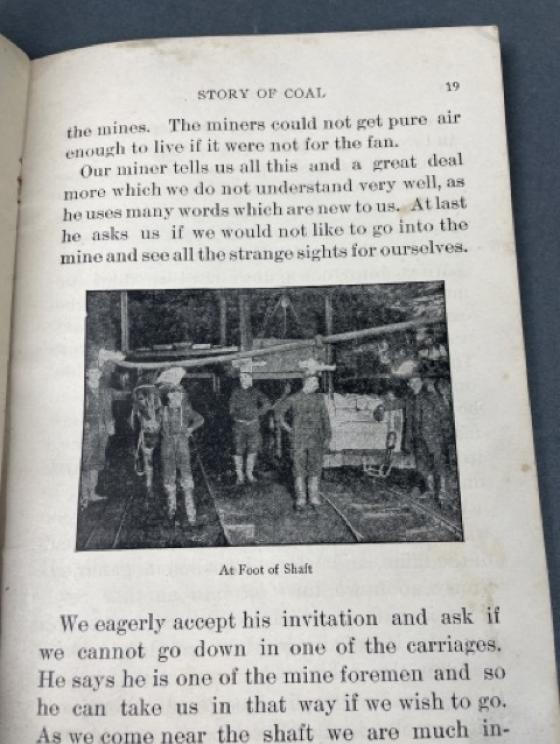 STORY OF COAL 19
the mines. The miners could not get pure air
enough to live if it were not for the fan.
Our miner tells us all this and a great deal
more which we do not understand very well, as
he uses many words which are new to us. At last
he asks us if we would not like to go into the
mine and see all the strange sights for ourselves.
At Foot of Shaft
We eagerly accept his invitation and ask if
we cannot go down in one of the carriages.
He says he is one of the mine foremen and so
he can take us in that way if we wish to go.
As we come near the shaft we are much in-